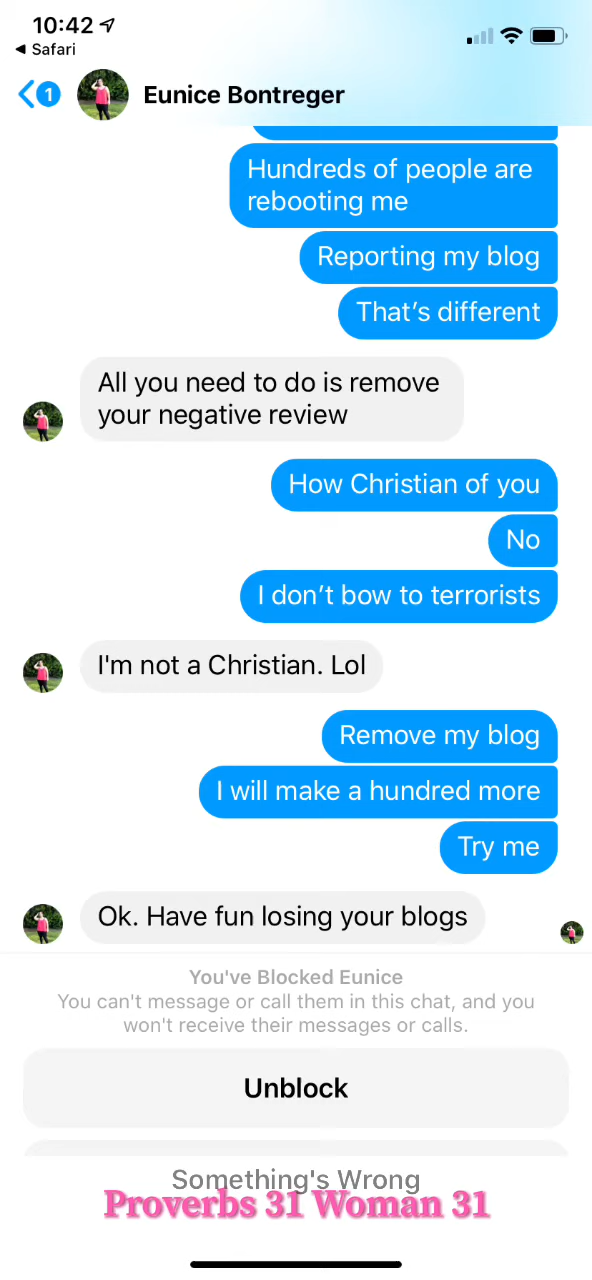 10:42
Safari
1
Eunice Bontreger
Hundreds of people are
rebooting me
Reporting my blog
That’s different
All you need to do is remove
your negative review
How Christian of you
No
I don’t bow to terrorists
I'm not a Christian. Lol
Remove my blog
I will make a hundred more
Try me
Ok. Have fun losing your blogs
You've Blocked Eunice
You can't message or call them in this chat, and you
won't receive their messages or calls.
Unblock
Something's Wrong
Proverbs 31 Woman 31